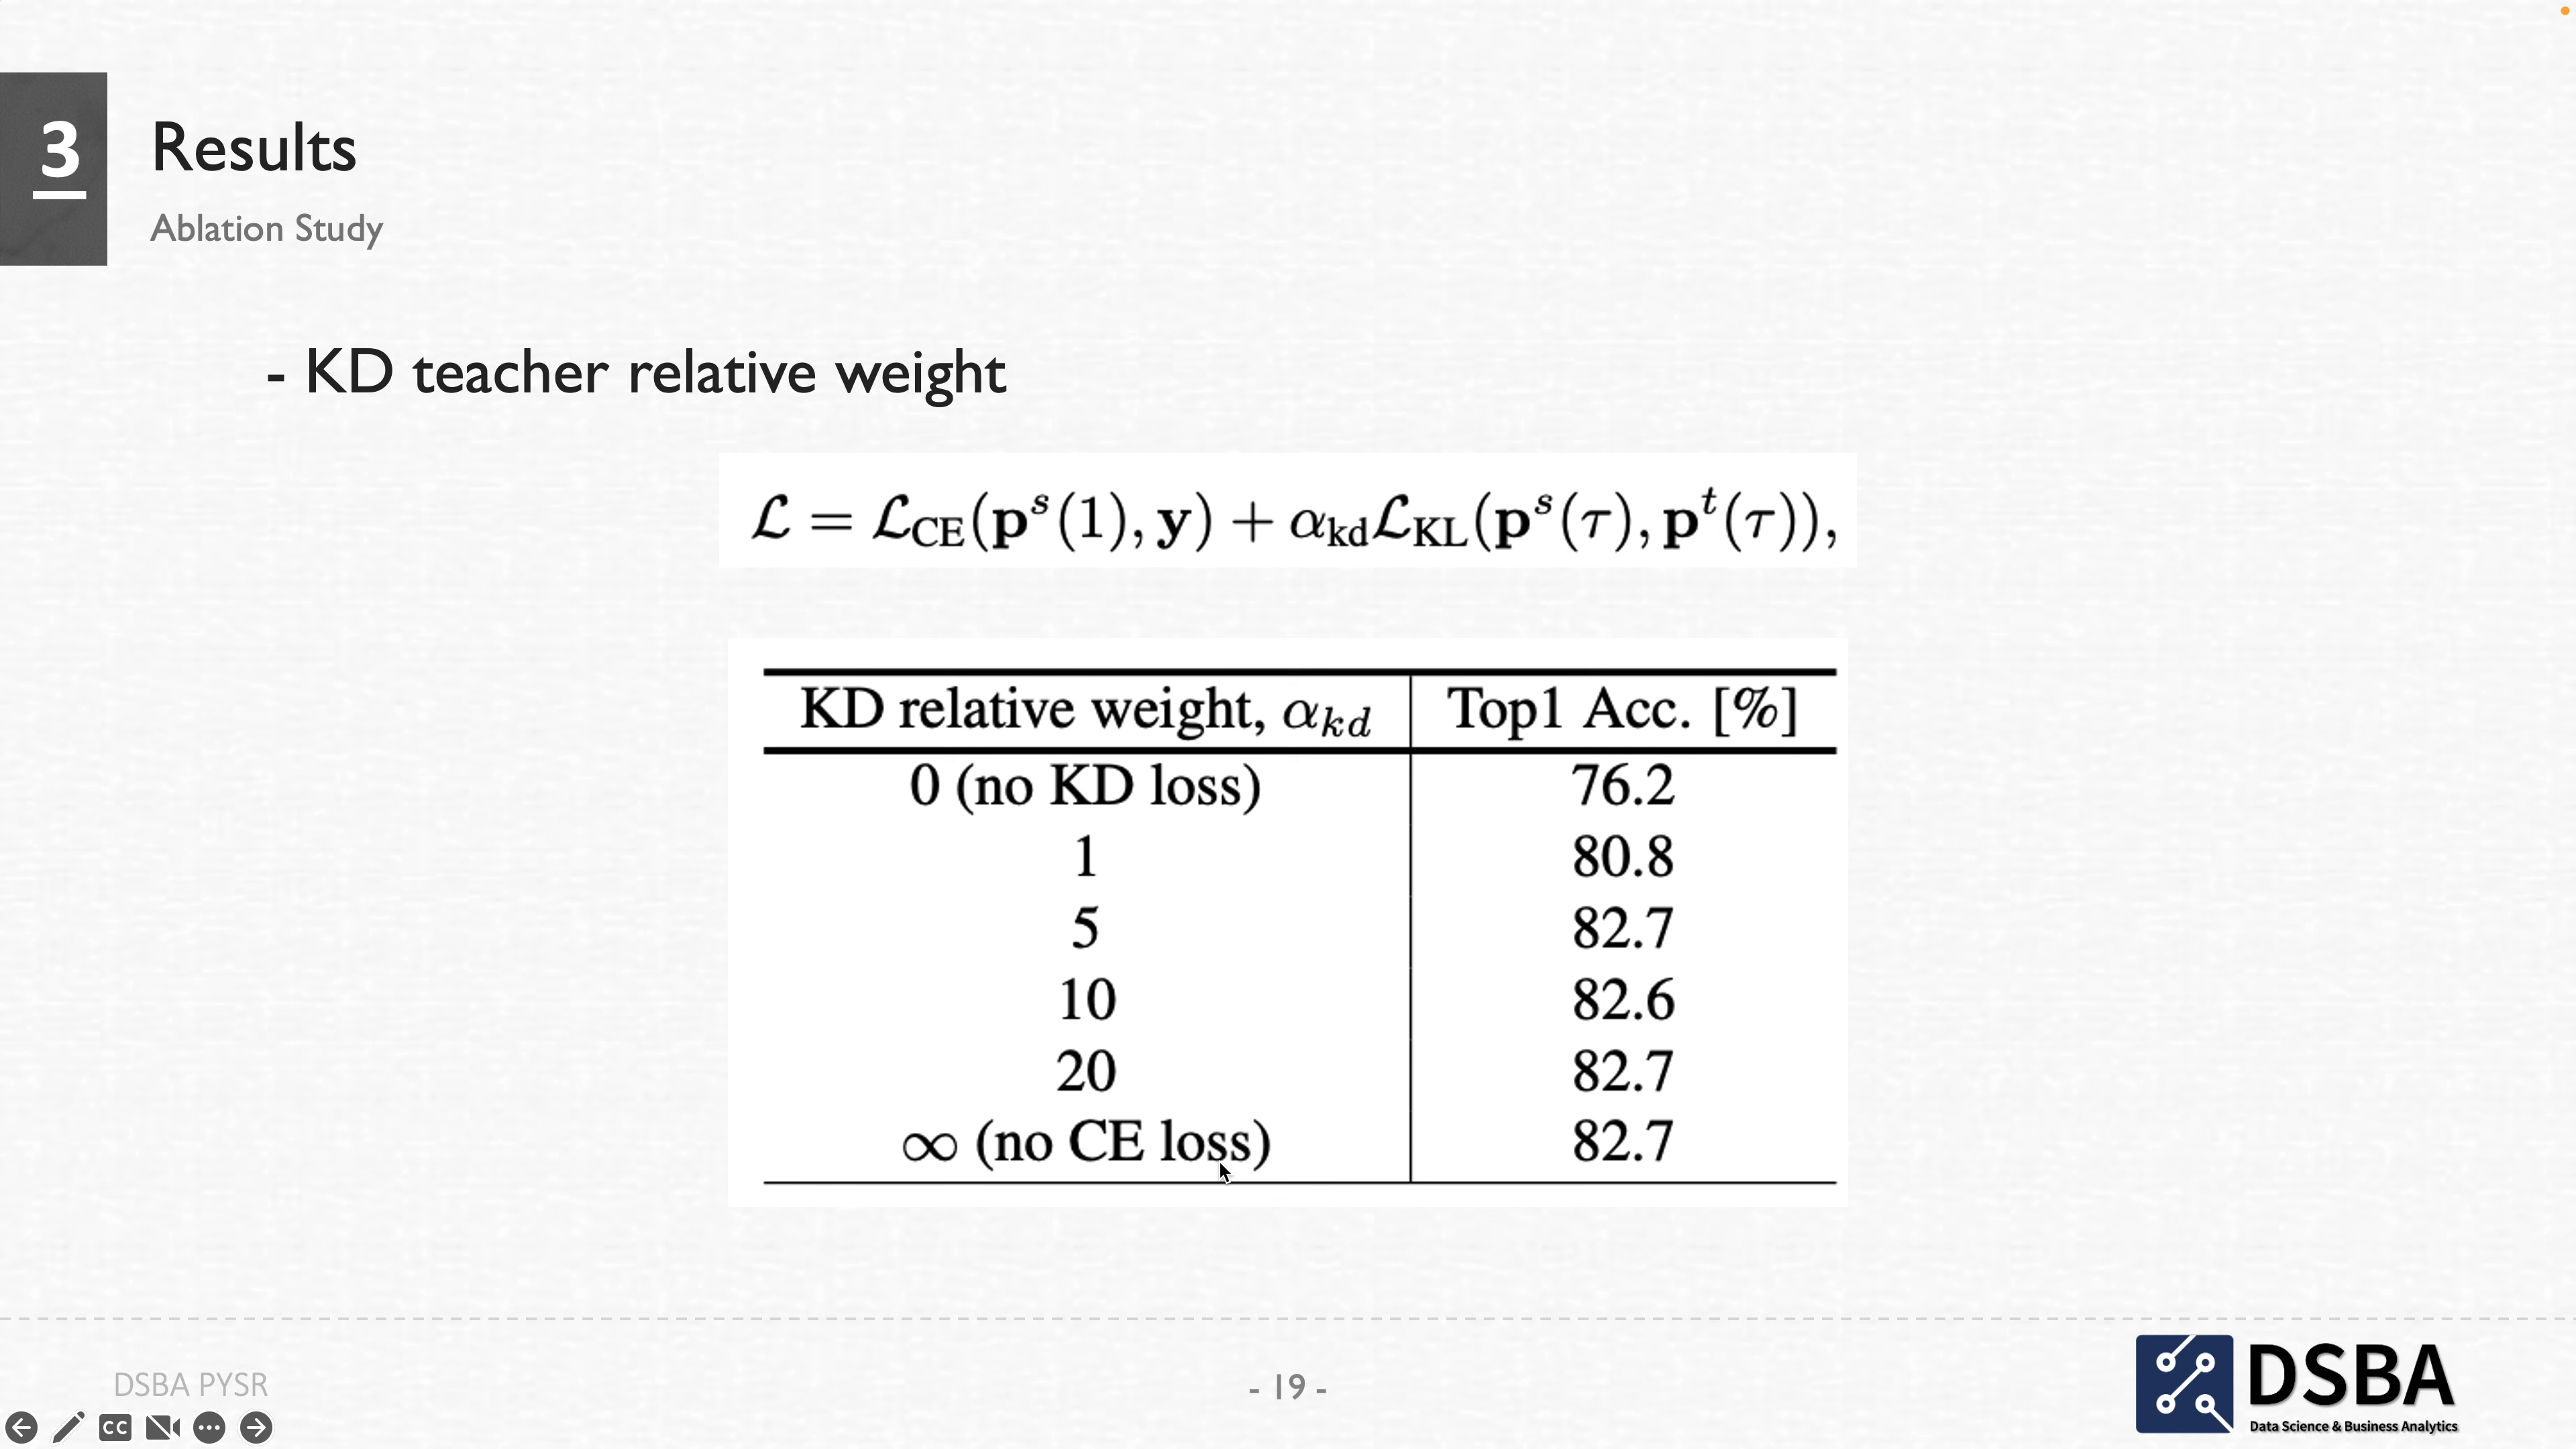 3
Results
Ablation Study
- KD teacher relative weight
ℒ = ℒ_CE(p^s(1), y) + α_kd ℒ_KL(p^s(τ), p^t(τ)),
KD relative weight, α_kd Top1 Acc. [%]
0 (no KD loss) 76.2
1 80.8
5 82.7
10 82.6
20 82.7
∞ (no CE loss) 82.7
DSBA PYSR
- 19 -
DSBA
Data Science & Business Analytics
CC